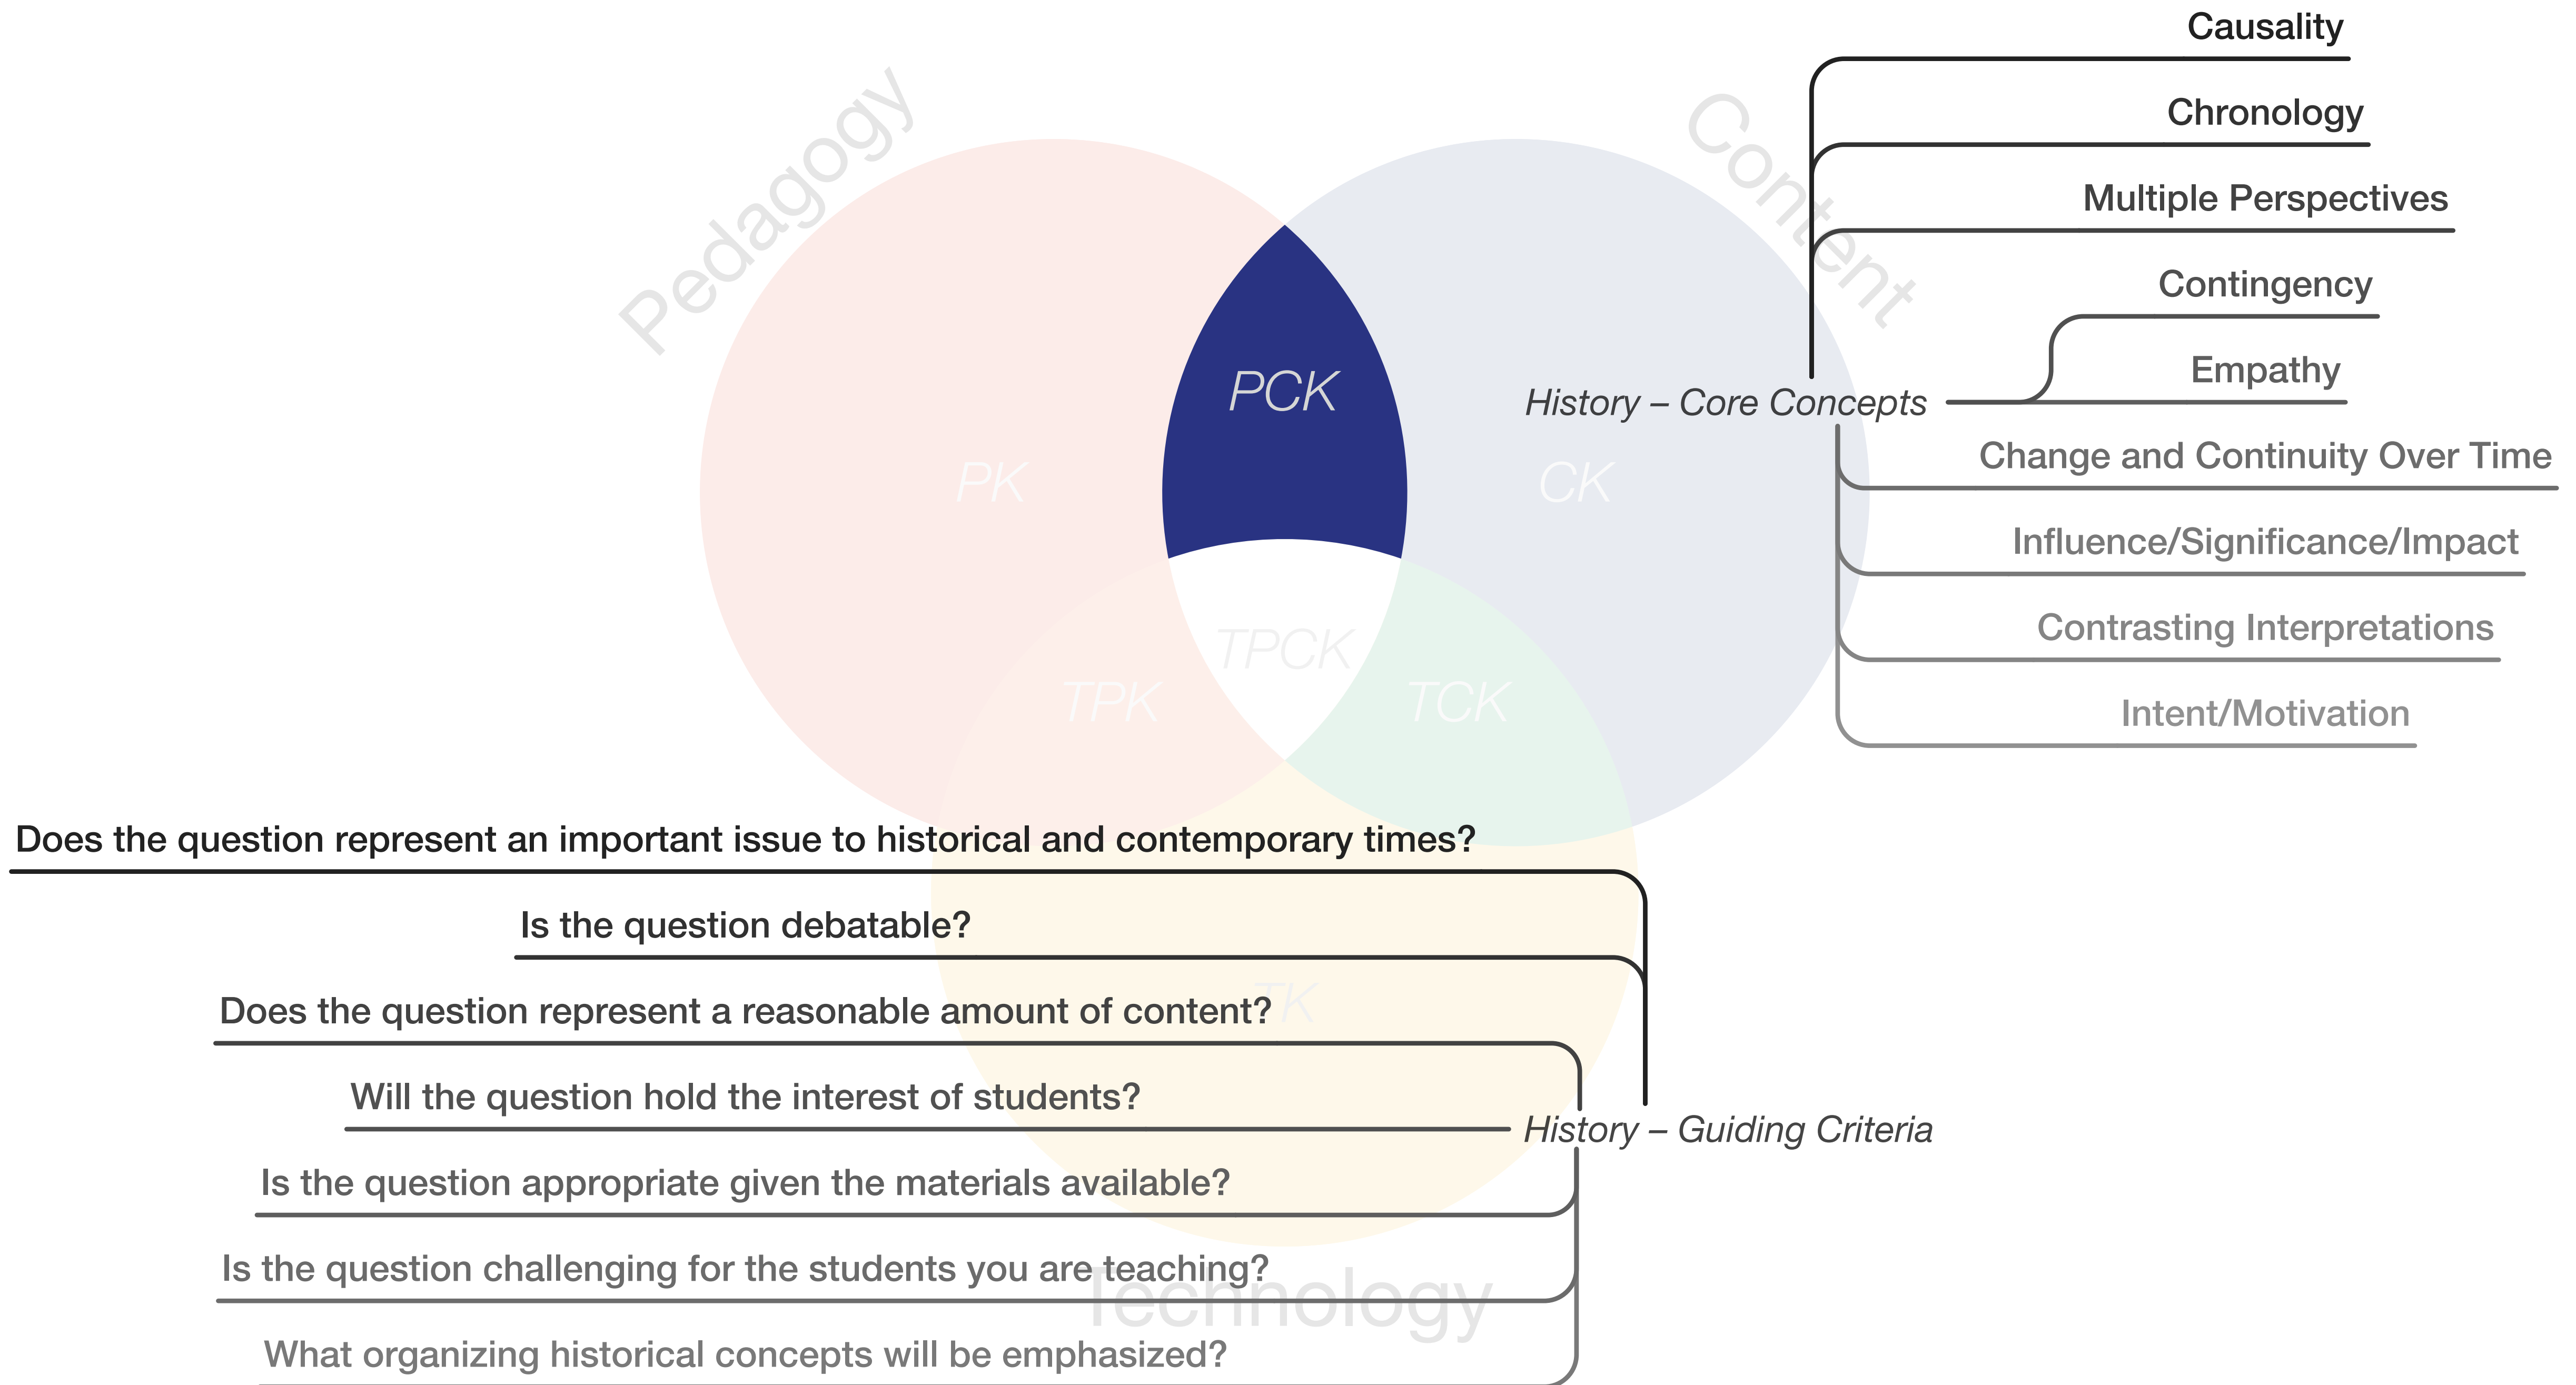 Causality
Chronology
Multiple Perspectives
Contingency
Empathy
History – Core Concepts
Change and Continuity Over Time
Influence/Significance/Impact
Contrasting Interpretations
Intent/Motivation
Pedagogy
Content
PCK
PK
CK
TPCK
TPK
TCK
TK
Does the question represent an important issue to historical and contemporary times?
Is the question debatable?
Does the question represent a reasonable amount of content?
Will the question hold the interest of students?
History – Guiding Criteria
Is the question appropriate given the materials available?
Is the question challenging for the students you are teaching?
Technology
What organizing historical concepts will be emphasized?